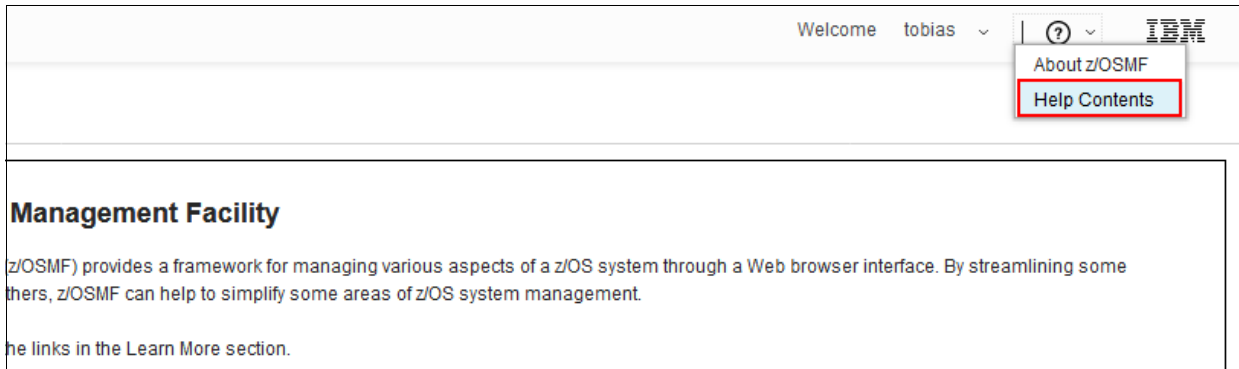 Welcome tobias | ? IBM
About z/OSMF
Help Contents
Management Facility
z/OSMF) provides a framework for managing various aspects of a z/OS system through a Web browser interface. By streamlining some
thers, z/OSMF can help to simplify some areas of z/OS system management.
he links in the Learn More section.